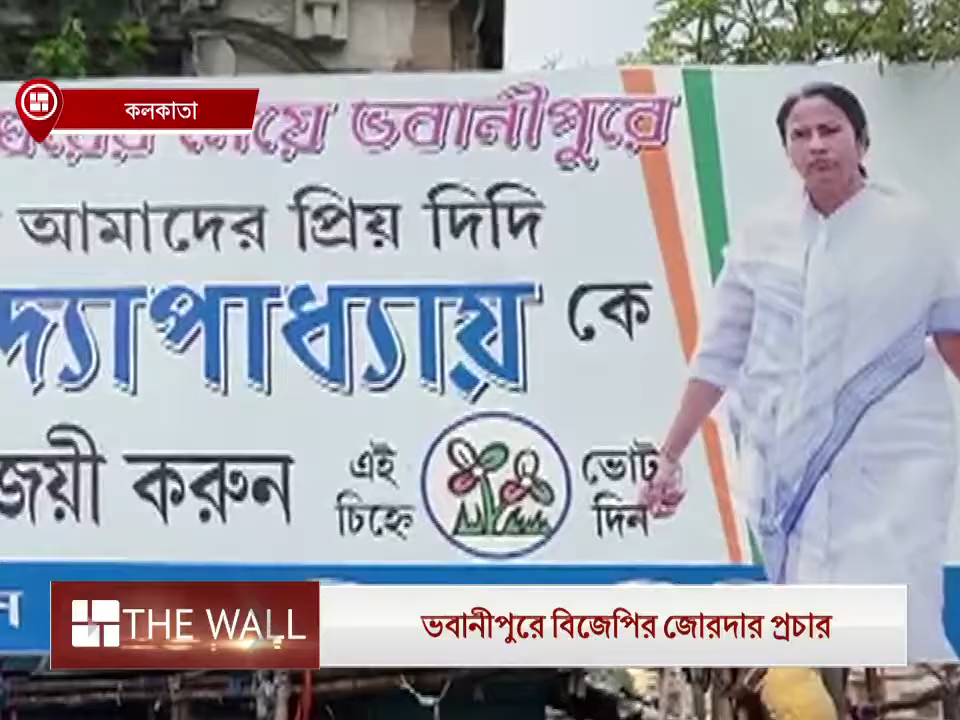 কলকাতা
মেয়ে ভবানীপুরে
আমাদের প্রিয় দিদি
দ্যাপাধ্যায় কে
জয়ী করুন
এই
চিহ্নে
ভোট
দিন
THE WALL
ভবানীপুরে বিজেপির জোরদার প্রচার